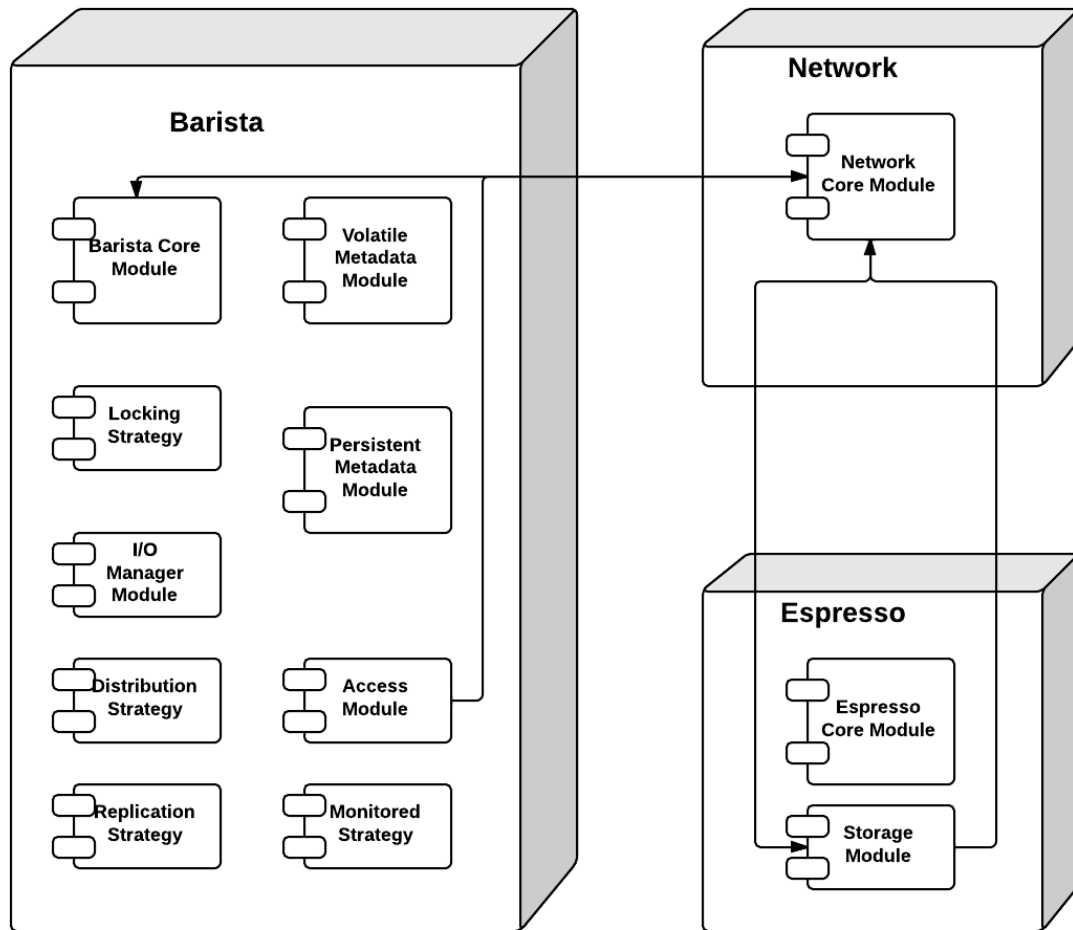 Barista
Barista Core
Module
Volatile
Metadata
Module
Locking
Strategy
Persistent
Metadata
Module
I/O
Manager
Module
Distribution
Strategy
Access
Module
Replication
Strategy
Monitored
Strategy
Network
Network
Core Module
Espresso
Espresso
Core Module
Storage
Module